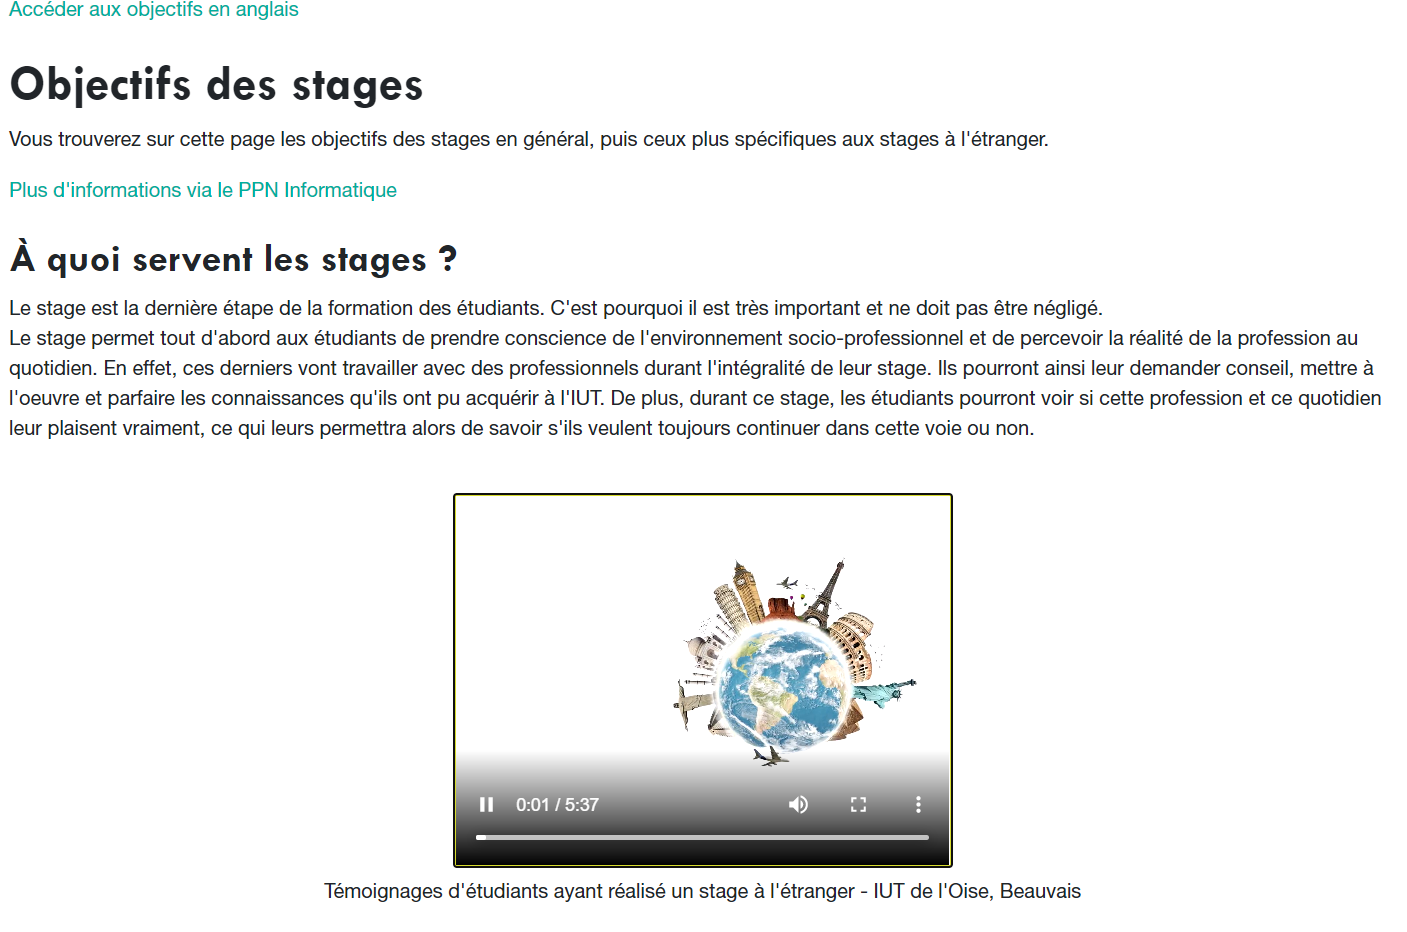 Accéder aux objectifs en anglais
Objectifs des stages
Vous trouverez sur cette page les objectifs des stages en général, puis ceux plus spécifiques aux stages à l'étranger.
Plus d'informations via le PPN Informatique
À quoi servent les stages ?
Le stage est la dernière étape de la formation des étudiants. C'est pourquoi il est très important et ne doit pas être négligé.
Le stage permet tout d'abord aux étudiants de prendre conscience de l'environnement socio-professionnel et de percevoir la réalité de la profession au
quotidien. En effet, ces derniers vont travailler avec des professionnels durant l'intégralité de leur stage. Ils pourront ainsi leur demander conseil, mettre à
l'oeuvre et parfaire les connaissances qu'ils ont pu acquérir à l'IUT. De plus, durant ce stage, les étudiants pourront voir si cette profession et ce quotidien
leur plaisent vraiment, ce qui leurs permettra alors de savoir s'ils veulent toujours continuer dans cette voie ou non.
0:01 / 5:37
Témoignages d'étudiants ayant réalisé un stage à l'étranger - IUT de l'Oise, Beauvais